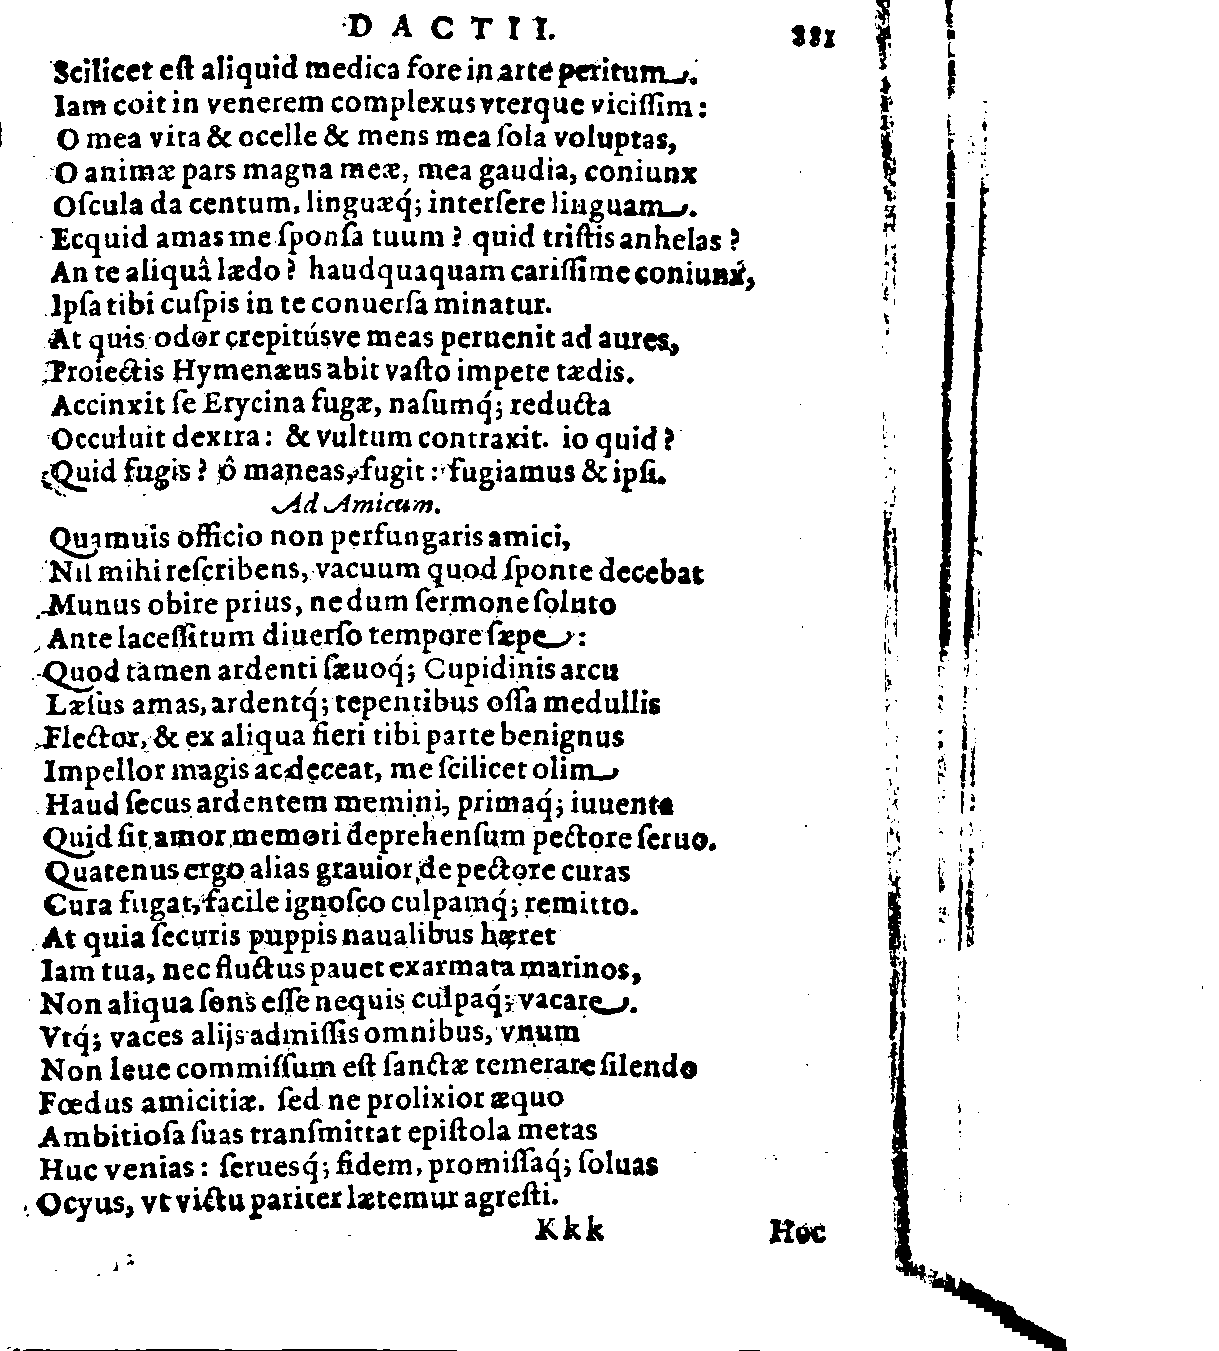 DACTII. 881
Scilicet eſt aliquid medica fore in arte peritum.
Iam coit in venerem complexus vterque viciſſim:
O mea vita & ocelle & mens mea ſola voluptas,
O animæ pars magna meæ, mea gaudia, coniunx
Oſcula da centum, linguæq́; interſere linguam.
Ecquid amas me ſponſa tuum? quid triſtis anhelas?
An te aliquâ lædo? haudquaquam cariſſime coniunx,
Ipſa tibi cuſpis in te conuerſa minatur.
At quis odor crepitúsve meas peruenit ad aures,
Proiectis Hymenæus abit vaſto impete tædis.
Accinxit ſe Erycina fugæ, naſumq́; reducta
Occuluit dextra: & vultum contraxit. io quid?
Quid fugis? ô maneas, fugit: fugiamus & ipſi.
Ad Amicum.
Quamuis officio non perfungaris amici,
Nil mihi reſcribens, vacuum quod ſponte decebat
Munus obire prius, nedum ſermone ſoluto
Ante laceſſitum diuerſo tempore ſæpe:
Quod tamen ardenti ſæuoq́; Cupidinis arcu
Læſus amas, ardentq́; tepentibus oſſa medullis
Flector, & ex aliqua fieri tibi parte benignus
Impellor magis ac deceat, me ſcilicet olim
Haud ſecus ardentem memini, primaq́; iuuenta
Quid ſit amor memori deprehenſum pectore ſeruo.
Quatenus ergo alias grauior de pectore curas
Cura fugat, facile ignoſco culpamq́; remitto.
At quia ſecuris puppis naualibus hæret
Iam tua, nec fluctus pauet exarmata marinos,
Non aliqua ſons eſſe nequis culpaq́; vacare.
Vtq́; vaces alijs admiſſis omnibus, vnum
Non leue commiſſum eſt ſanctæ temerare ſilendo
Fœdus amicitiæ. ſed ne prolixior æquo
Ambitioſa ſuas tranſmittat epiſtola metas
Huc venias: ſeruesq́; fidem, promiſſaq́; ſoluas
Ocyus, vt victu pariter lætemur agreſti.
Kkk Hoc